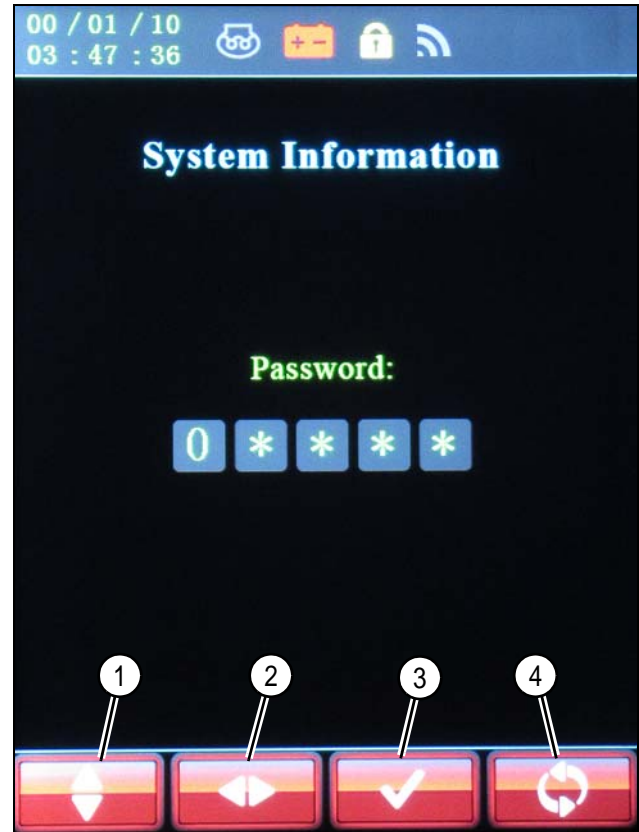 00 / 01 / 10
03 : 47 : 36
System Information
Password:
0 * * * *
1 2 3 4